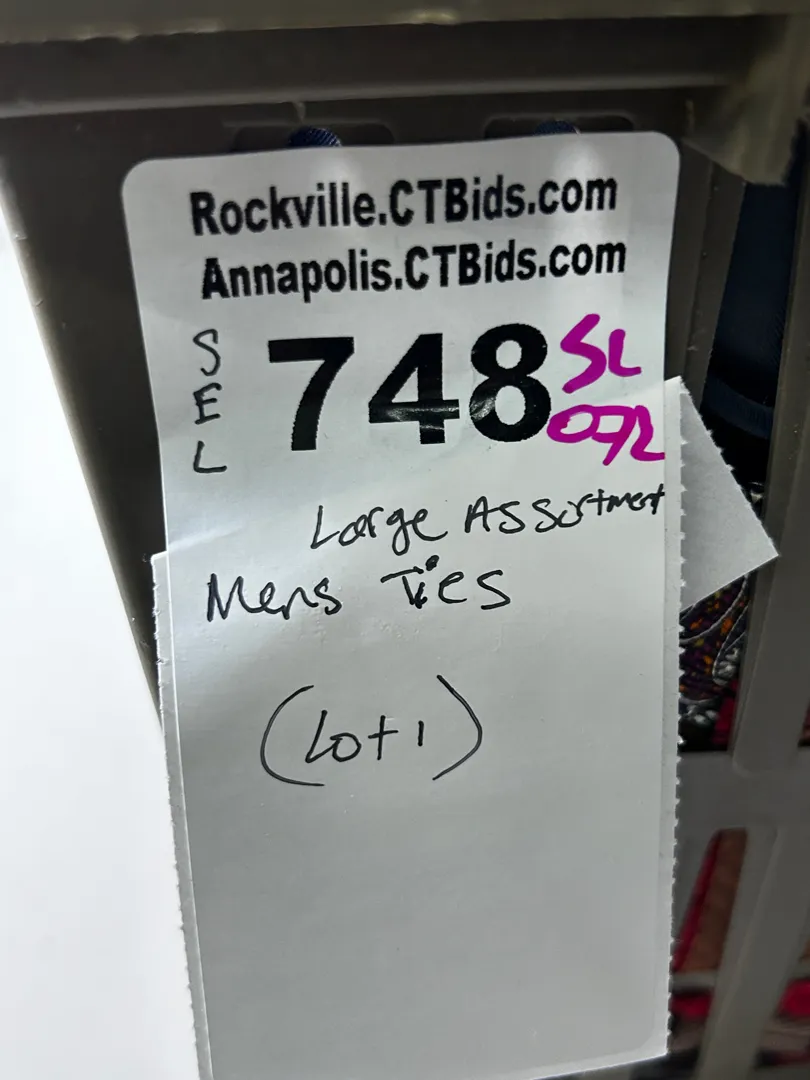 Rockville.CTBids.com
Annapolis.CTBids.com
SEL 748 SL
072
Large Assortment
Mens Ties
(Lot 1)